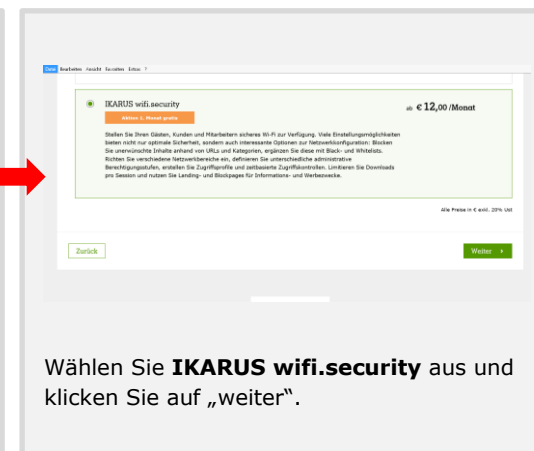 Datei Bearbeiten Ansicht Favoriten Extras ?
IKARUS wifi.security
ab € 12,00 /Monat
Aktion 2. Monat gratis
Stellen Sie Ihren Gästen, Kunden und Mitarbeitern sicheres Wi-Fi zur Verfügung. Viele Einstellungsmöglichkeiten
bieten nicht nur optimale Sicherheit, sondern auch interessante Optionen zur Netzwerkkonfiguration: Blocken
Sie unerwünschte Inhalte anhand von URLs und Kategorien, ergänzen Sie diese mit Black- und Whitelists.
Richten Sie verschiedene Netzwerkbereiche ein, definieren Sie unterschiedliche administrative
Berechtigungsstufen, erstellen Sie Zugriffsprofile und zeitbasierte Zugriffskontrollen. Limitieren Sie Downloads
pro Session und nutzen Sie Landing- und Blockpages für Informations- und Werbezwecke.
Alle Preise in € exkl. 20% Ust
Zurück
Weiter
Wählen Sie IKARUS wifi.security aus und
klicken Sie auf „weiter“.